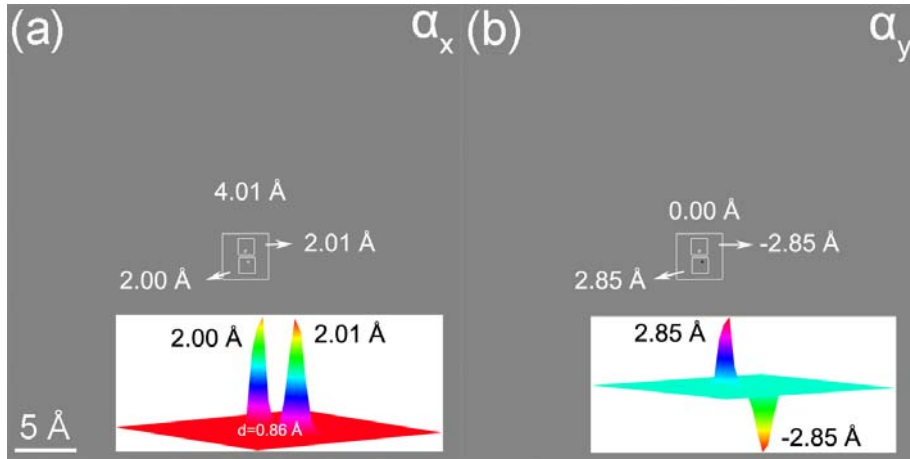 (a)
αx
4.01 Å
2.01 Å
2.00 Å
2.00 Å
2.01 Å
d=0.86 Å
5 Å
(b)
αy
0.00 Å
-2.85 Å
2.85 Å
2.85 Å
-2.85 Å